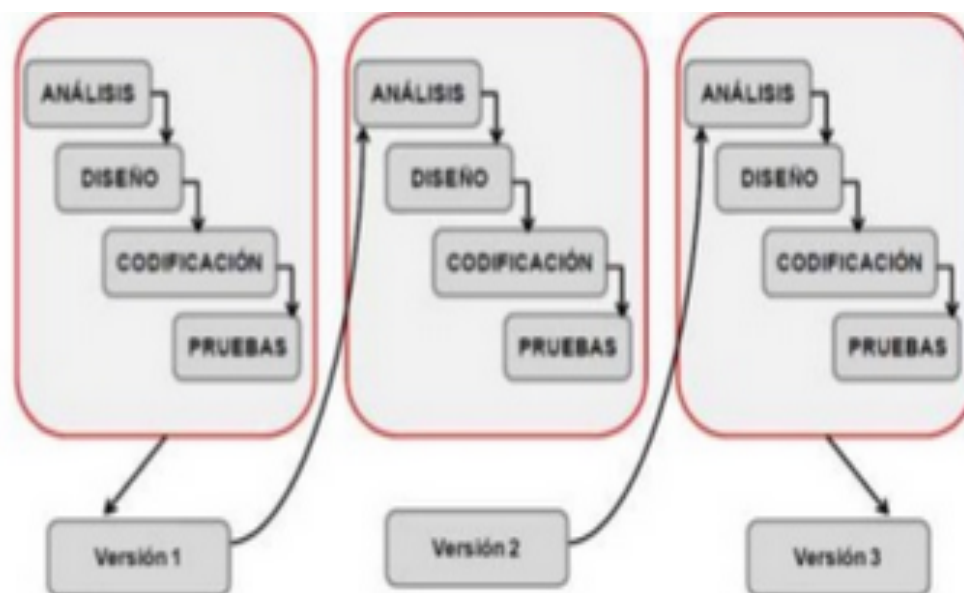 ANÁLISIS
DISEÑO
CODIFICACIÓN
PRUEBAS
Versión 1
ANÁLISIS
DISEÑO
CODIFICACIÓN
PRUEBAS
Versión 2
ANÁLISIS
DISEÑO
CODIFICACIÓN
PRUEBAS
Versión 3